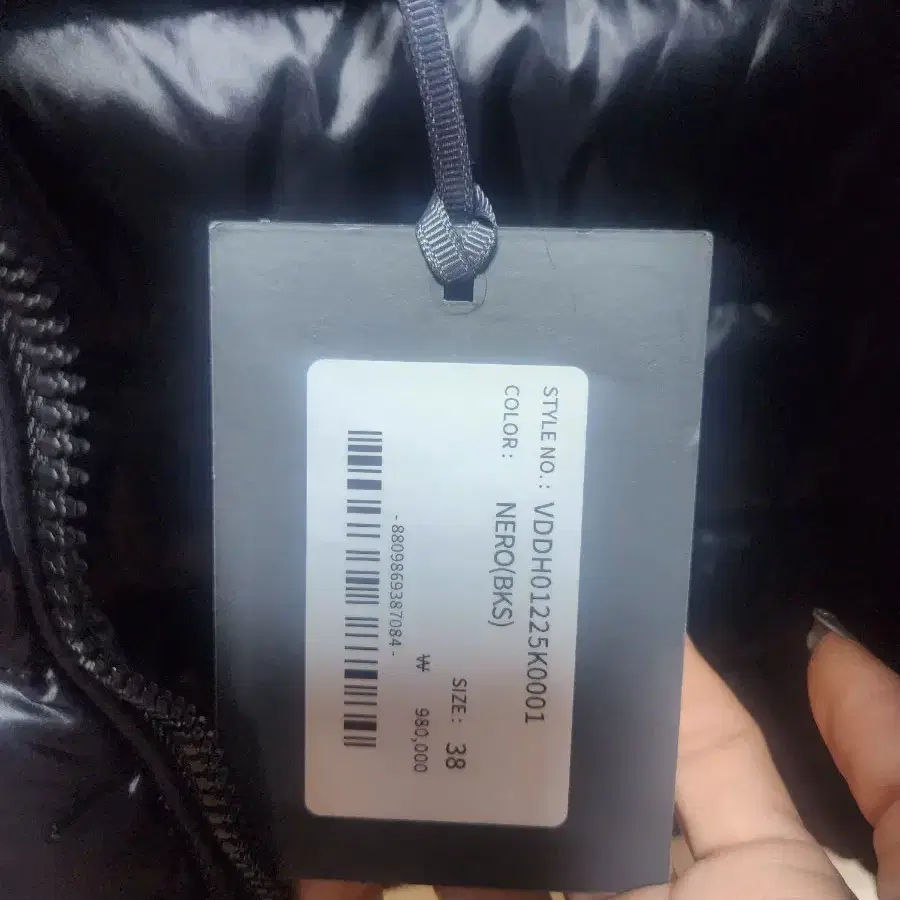 STYLE NO.: VDDH01225K0001
COLOR: NERO(BKS)
SIZE: 38
₩ 980,000
- 8809869387084 -